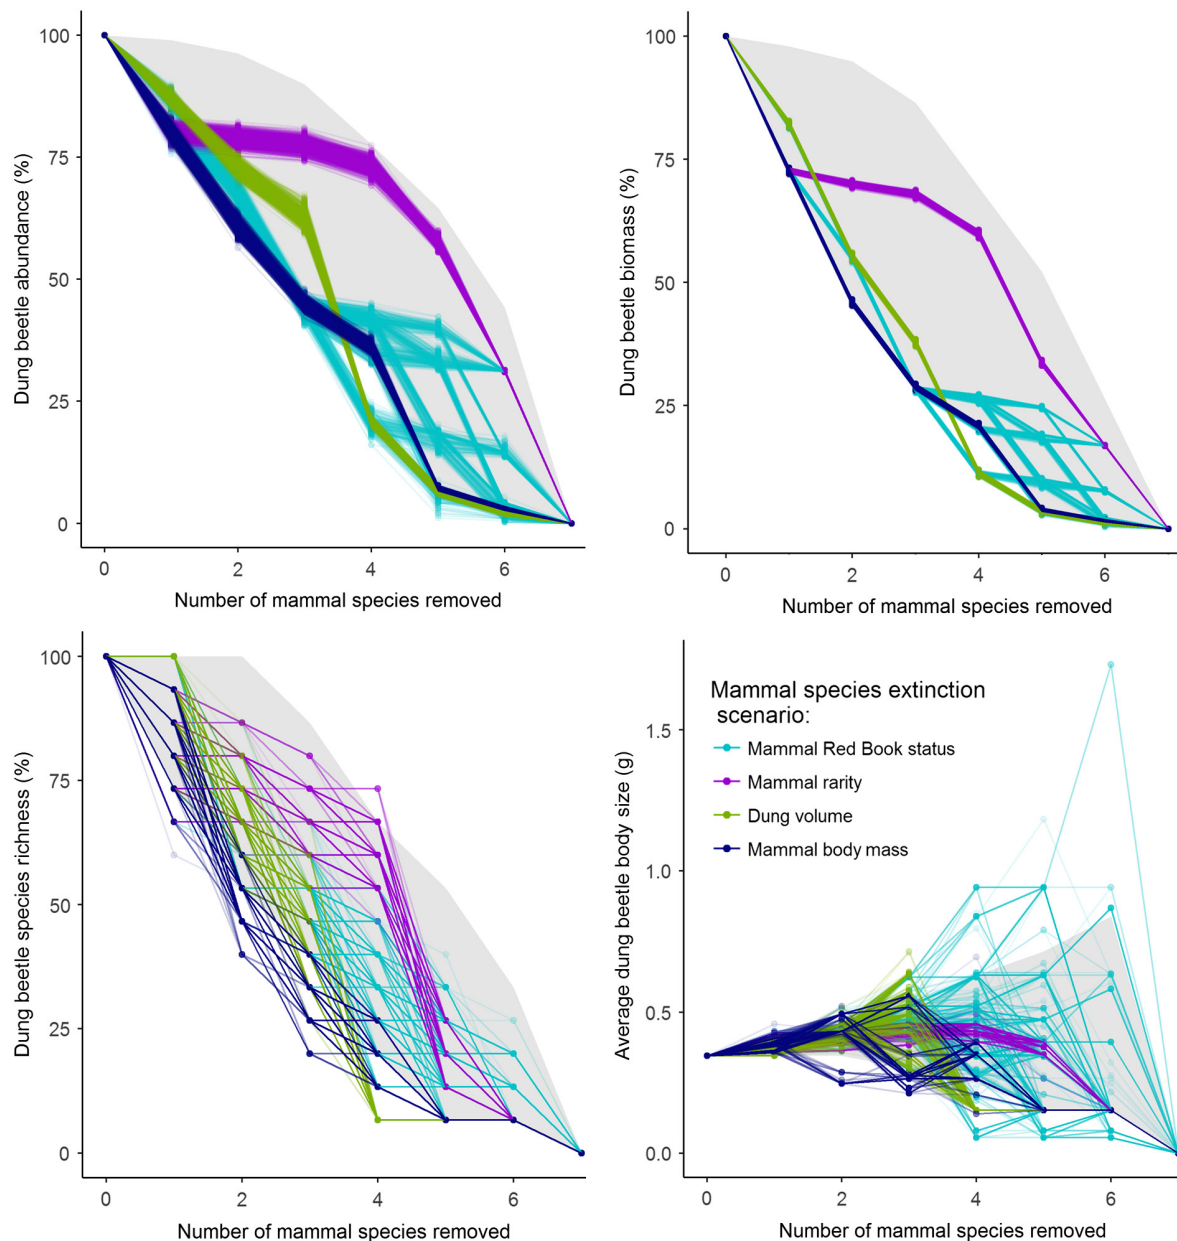 100
75
50
25
0
Dung beetle abundance (%)
0 2 4 6
Number of mammal species removed
100
75
50
25
0
Dung beetle biomass (%)
0 2 4 6
Number of mammal species removed
100
75
50
25
0
Dung beetle species richness (%)
0 2 4 6
Number of mammal species removed
1.5
1.0
0.5
0.0
Average dung beetle body size (g)
Mammal species extinction
scenario:
Mammal Red Book status
Mammal rarity
Dung volume
Mammal body mass
0 2 4 6
Number of mammal species removed